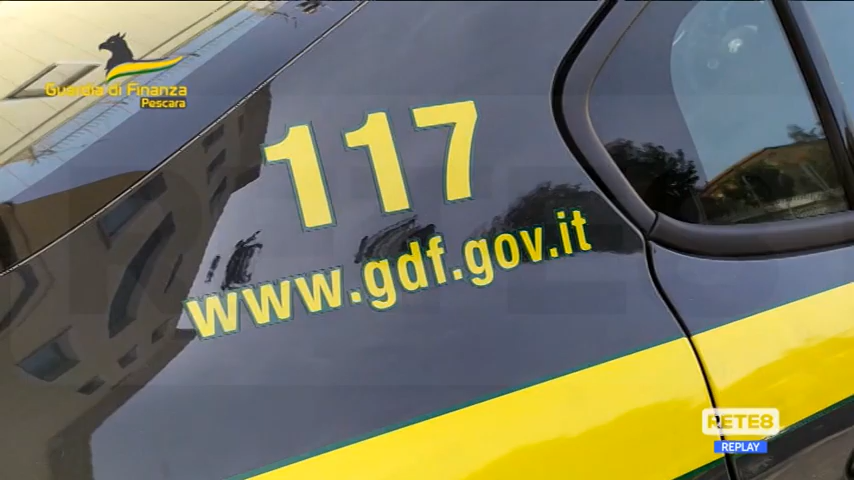 Guardia di Finanza
Pescara
117
www.gdf.gov.it
RETE8
REPLAY